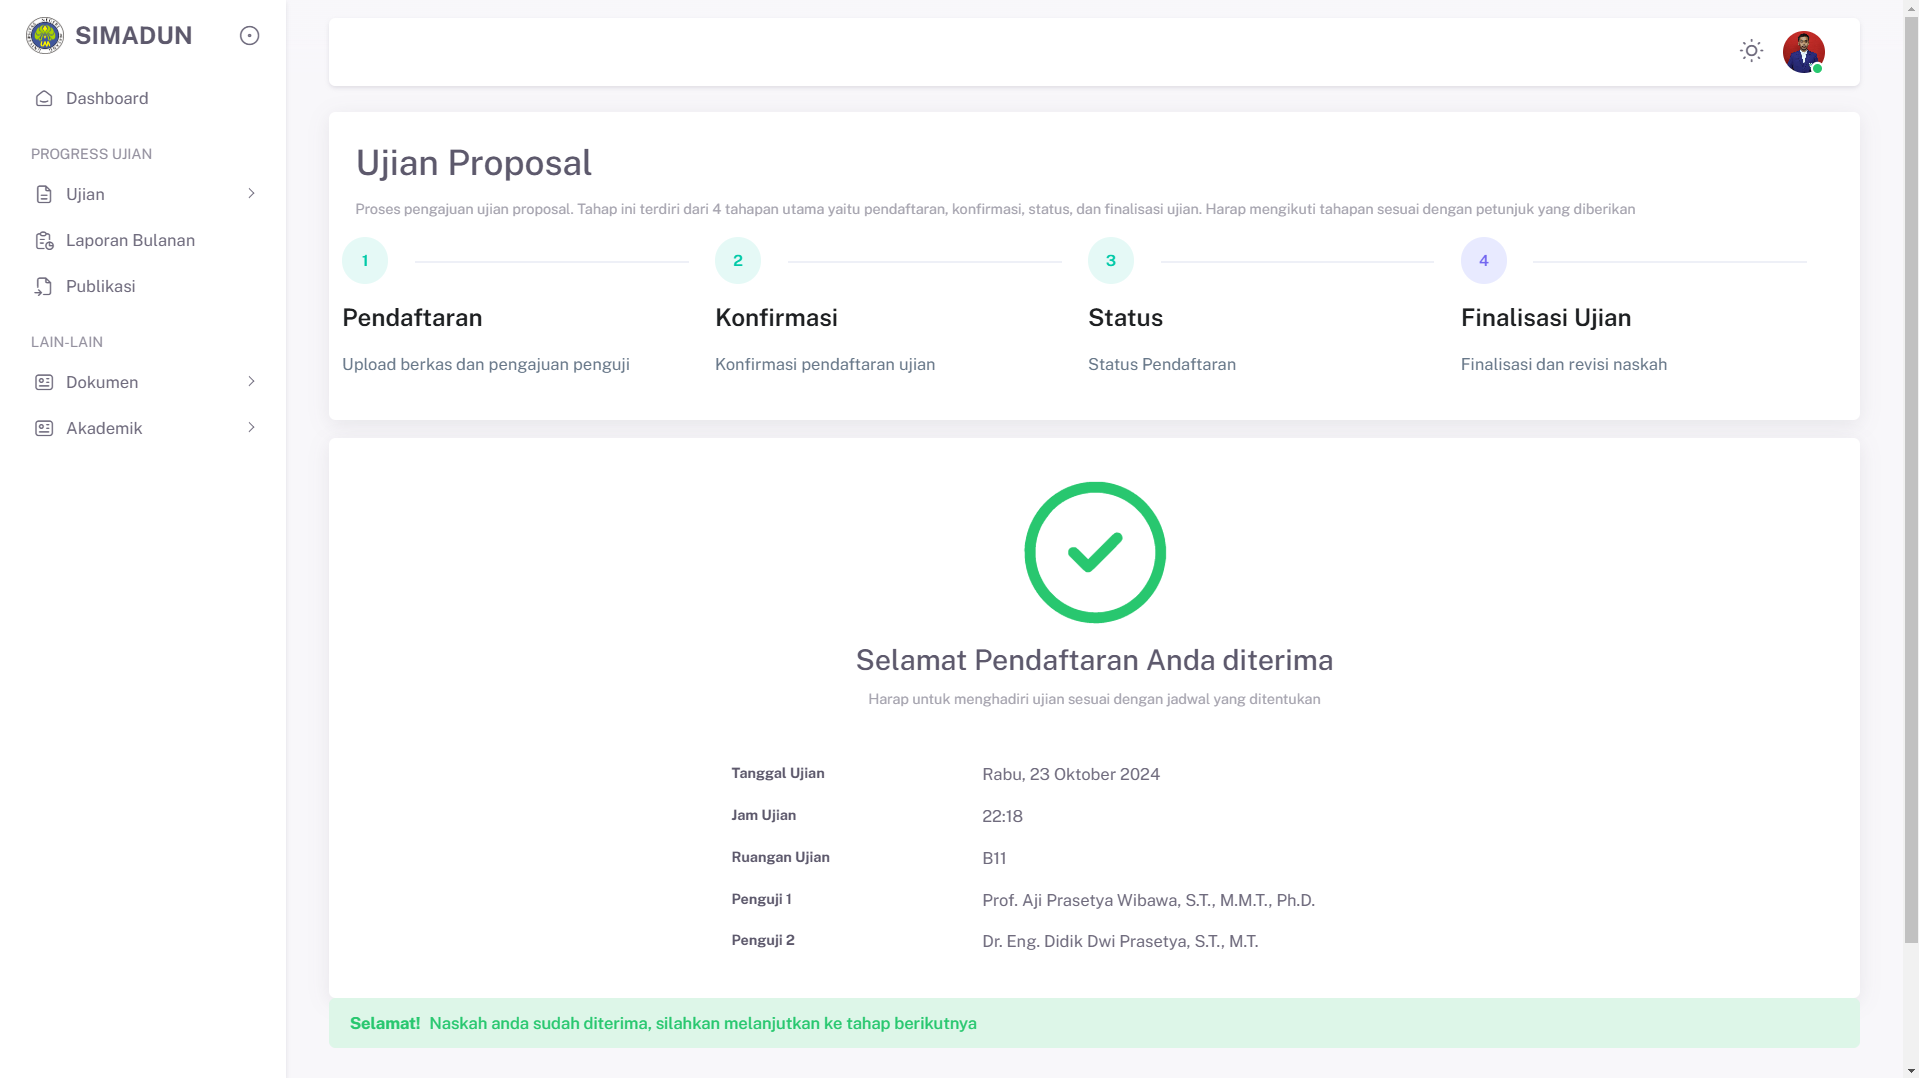 SIMADUN
Dashboard
PROGRESS UJIAN
Ujian
Laporan Bulanan
Publikasi
LAIN-LAIN
Dokumen
Akademik
Ujian Proposal
Proses pengajuan ujian proposal. Tahap ini terdiri dari 4 tahapan utama yaitu pendaftaran, konfirmasi, status, dan finalisasi ujian. Harap mengikuti tahapan sesuai dengan petunjuk yang diberikan
1
Pendaftaran
Upload berkas dan pengajuan penguji
2
Konfirmasi
Konfirmasi pendaftaran ujian
3
Status
Status Pendaftaran
4
Finalisasi Ujian
Finalisasi dan revisi naskah
Selamat Pendaftaran Anda diterima
Harap untuk menghadiri ujian sesuai dengan jadwal yang ditentukan
Tanggal Ujian Rabu, 23 Oktober 2024
Jam Ujian 22:18
Ruangan Ujian B11
Penguji 1 Prof. Aji Prasetya Wibawa, S.T., M.M.T., Ph.D.
Penguji 2 Dr. Eng. Didik Dwi Prasetya, S.T., M.T.
Selamat! Naskah anda sudah diterima, silahkan melanjutkan ke tahap berikutnya